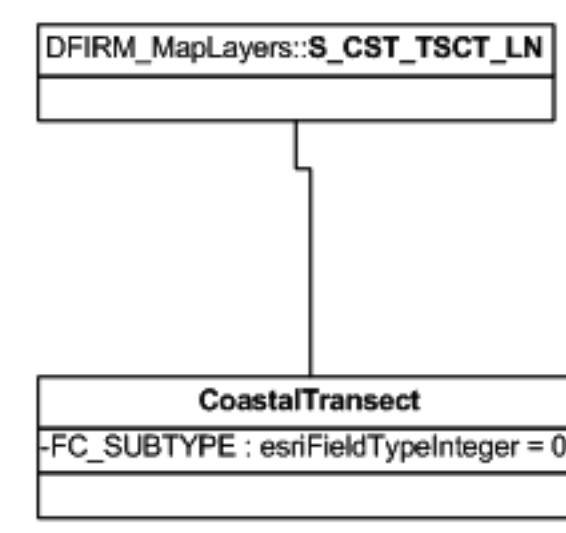 DFIRM_MapLayers::S_CST_TSCT_LN
CoastalTransect
-FC_SUBTYPE : esriFieldTypeInteger = 0